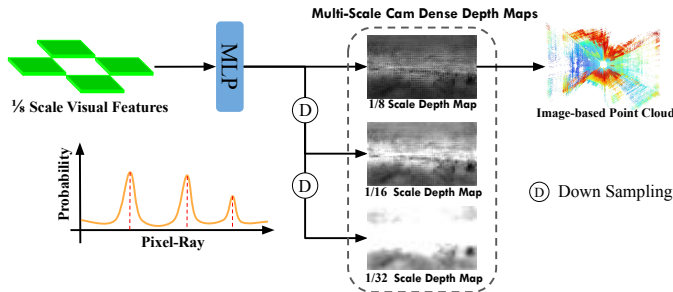 Multi-Scale Cam Dense Depth Maps
MLP
⅛ Scale Visual Features
1/8 Scale Depth Map
Image-based Point Cloud
D
1/16 Scale Depth Map
D
D Down Sampling
Probability
Pixel-Ray
1/32 Scale Depth Map